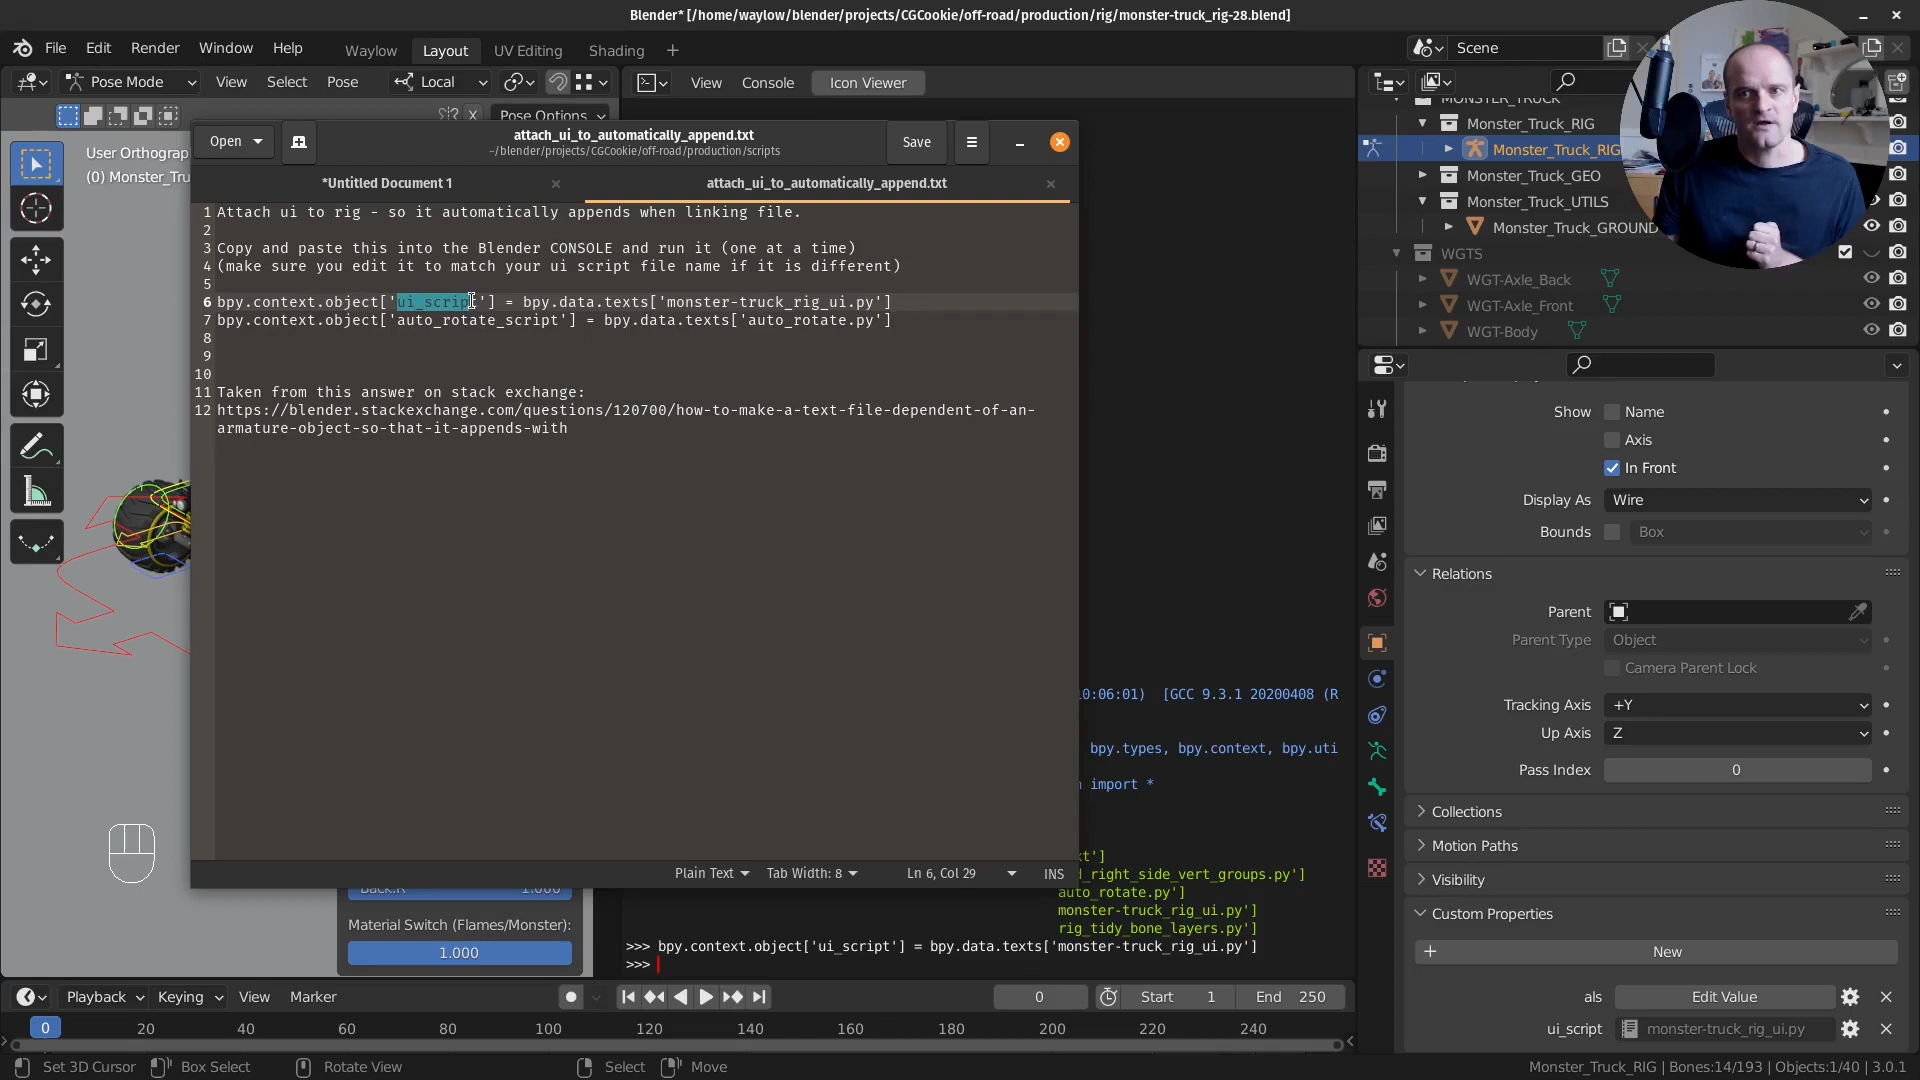 Blender* [/home/waylow/blender/projects/CGCookie/off-road/production/rig/monster-truck_rig-28.blend]
File Edit Render Window Help
Waylow Layout UV Editing Shading
Scene
Pose Mode View Select Pose Local
View Console Icon Viewer
X Pose Options
User Orthograp
(0) Monster_Tru
Open
attach_ui_to_automatically_append.txt
~/blender/projects/CGCookie/off-road/production/scripts
Save
*Untitled Document 1
attach_ui_to_automatically_append.txt
1 Attach ui to rig - so it automatically appends when linking file.
2
3 Copy and paste this into the Blender CONSOLE and run it (one at a time)
4 (make sure you edit it to match your ui script file name if it is different)
5
6 bpy.context.object['ui_script'] = bpy.data.texts['monster-truck_rig_ui.py']
7 bpy.context.object['auto_rotate_script'] = bpy.data.texts['auto_rotate.py']
8
9
10
11 Taken from this answer on stack exchange:
12 https://blender.stackexchange.com/questions/120700/how-to-make-a-text-file-dependent-of-an-
armature-object-so-that-it-appends-with
Plain Text Tab Width: 8 Ln 6, Col 29 INS
Back.R 1.000
Material Switch (Flames/Monster):
1.000
0:06:01) [GCC 9.3.1 20200408 (R
bpy.types, bpy.context, bpy.uti
import *
xt']
d_right_side_vert_groups.py']
auto_rotate.py']
monster-truck_rig_ui.py']
rig_tidy_bone_layers.py']
>>> bpy.context.object['ui_script'] = bpy.data.texts['monster-truck_rig_ui.py']
>>>
MONSTER_TRUCK
Monster_Truck_RIG
Monster_Truck_RIG
Monster_Truck_GEO
Monster_Truck_UTILS
Monster_Truck_GROUND
WGTS
WGT-Axle_Back
WGT-Axle_Front
WGT-Body
Show Name
Axis
In Front
Display As Wire
Bounds Box
Relations
Parent
Parent Type Object
Camera Parent Lock
Tracking Axis +Y
Up Axis Z
Pass Index 0
Collections
Motion Paths
Visibility
Custom Properties
New
als Edit Value
ui_script monster-truck_rig_ui.py
Playback Keying View Marker
0 Start 1 End 250
0 20 40 60 80 100 120 140 160 180 200 220 240
Set 3D Cursor Box Select Rotate View Select Move
Monster_Truck_RIG | Bones:14/193 | Objects:1/40 | 3.0.1